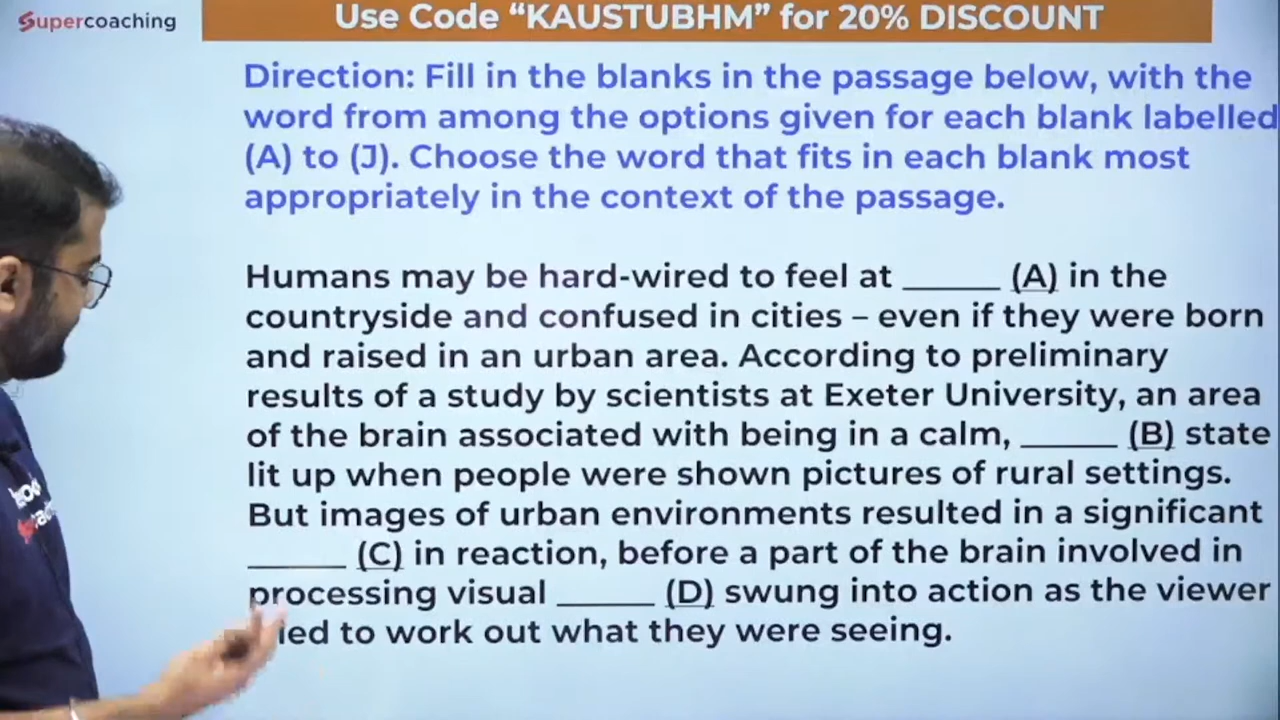 Supercoaching
Use Code “KAUSTUBHM” for 20% DISCOUNT
Direction: Fill in the blanks in the passage below, with the
word from among the options given for each blank labelled
(A) to (J). Choose the word that fits in each blank most
appropriately in the context of the passage.
Humans may be hard-wired to feel at ______ (A) in the
countryside and confused in cities – even if they were born
and raised in an urban area. According to preliminary
results of a study by scientists at Exeter University, an area
of the brain associated with being in a calm, ______ (B) state
lit up when people were shown pictures of rural settings.
But images of urban environments resulted in a significant
______ (C) in reaction, before a part of the brain involved in
processing visual ______ (D) swung into action as the viewer
to work out what they were seeing.